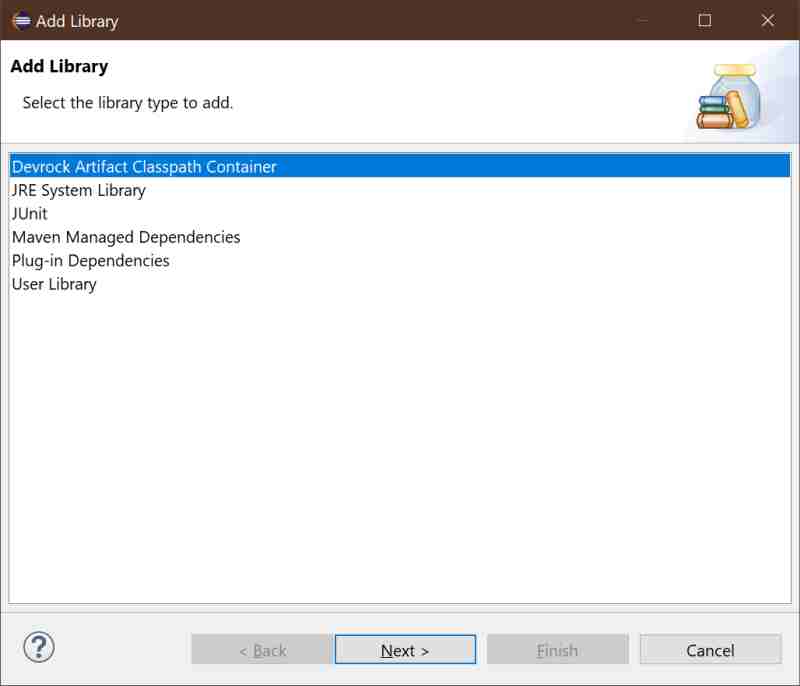 Add Library
Add Library
Select the library type to add.
Devrock Artifact Classpath Container
JRE System Library
JUnit
Maven Managed Dependencies
Plug-in Dependencies
User Library
?
< Back
Next >
Finish
Cancel